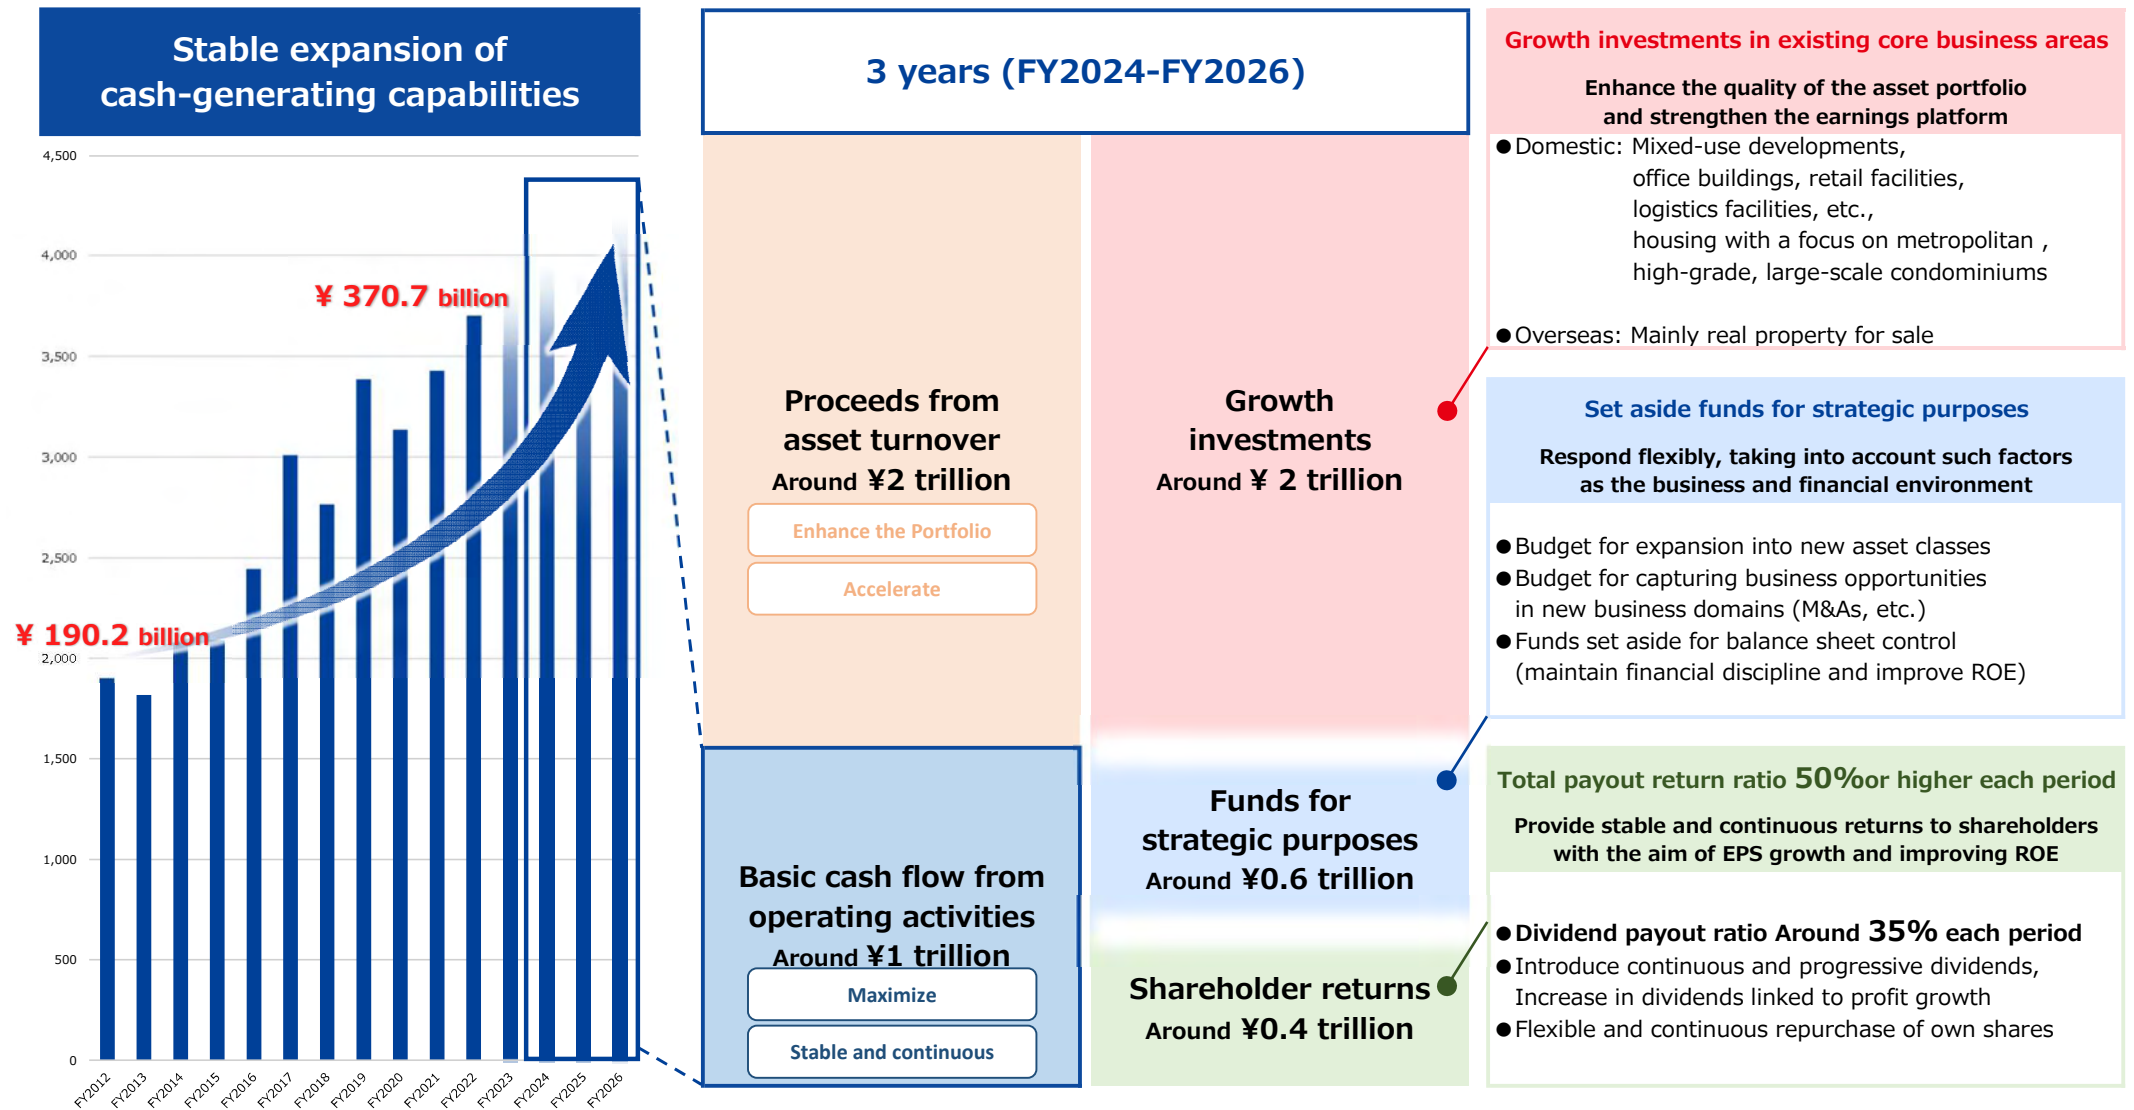 Stable expansion of
cash-generating capabilities
4,500
4,000
3,500
3,000
2,500
2,000
1,500
1,000
500
0
¥ 190.2 billion
¥ 370.7 billion
FY2012
FY2013
FY2014
FY2015
FY2016
FY2017
FY2018
FY2019
FY2020
FY2021
FY2022
FY2023
FY2024
FY2025
FY2026
3 years (FY2024-FY2026)
Proceeds from
asset turnover
Around ¥2 trillion
Enhance the Portfolio
Accelerate
Basic cash flow from
operating activities
Around ¥1 trillion
Maximize
Stable and continuous
Growth
investments
Around ¥ 2 trillion
Funds for
strategic purposes
Around ¥0.6 trillion
Shareholder returns
Around ¥0.4 trillion
Growth investments in existing core business areas
Enhance the quality of the asset portfolio
and strengthen the earnings platform
●Domestic: Mixed-use developments,
office buildings, retail facilities,
logistics facilities, etc.,
housing with a focus on metropolitan ,
high-grade, large-scale condominiums
●Overseas: Mainly real property for sale
Set aside funds for strategic purposes
Respond flexibly, taking into account such factors
as the business and financial environment
●Budget for expansion into new asset classes
●Budget for capturing business opportunities
in new business domains (M&As, etc.)
●Funds set aside for balance sheet control
(maintain financial discipline and improve ROE)
Total payout return ratio 50%or higher each period
Provide stable and continuous returns to shareholders
with the aim of EPS growth and improving ROE
●Dividend payout ratio Around 35% each period
●Introduce continuous and progressive dividends,
Increase in dividends linked to profit growth
●Flexible and continuous repurchase of own shares